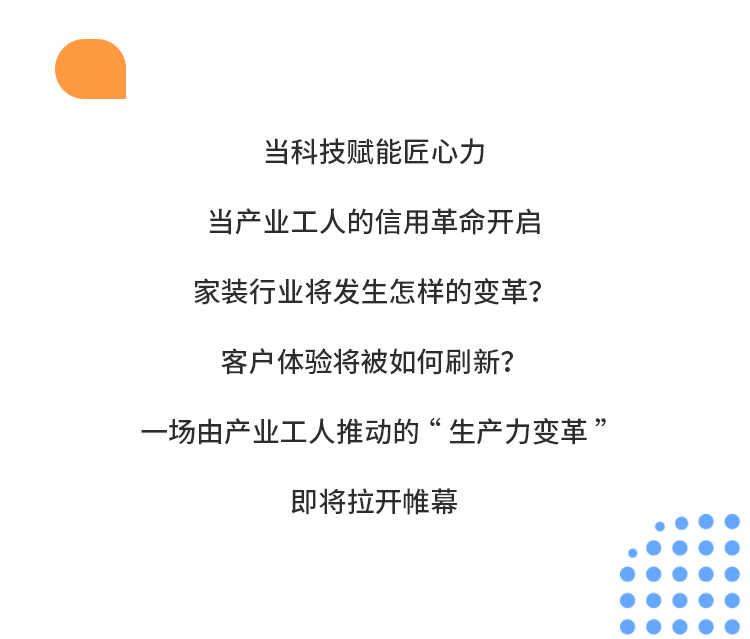 当科技赋能匠心力
当产业工人的信用革命开启
家装行业将发生怎样的变革？
客户体验将被如何刷新？
一场由产业工人推动的“生产力变革”
即将拉开帷幕